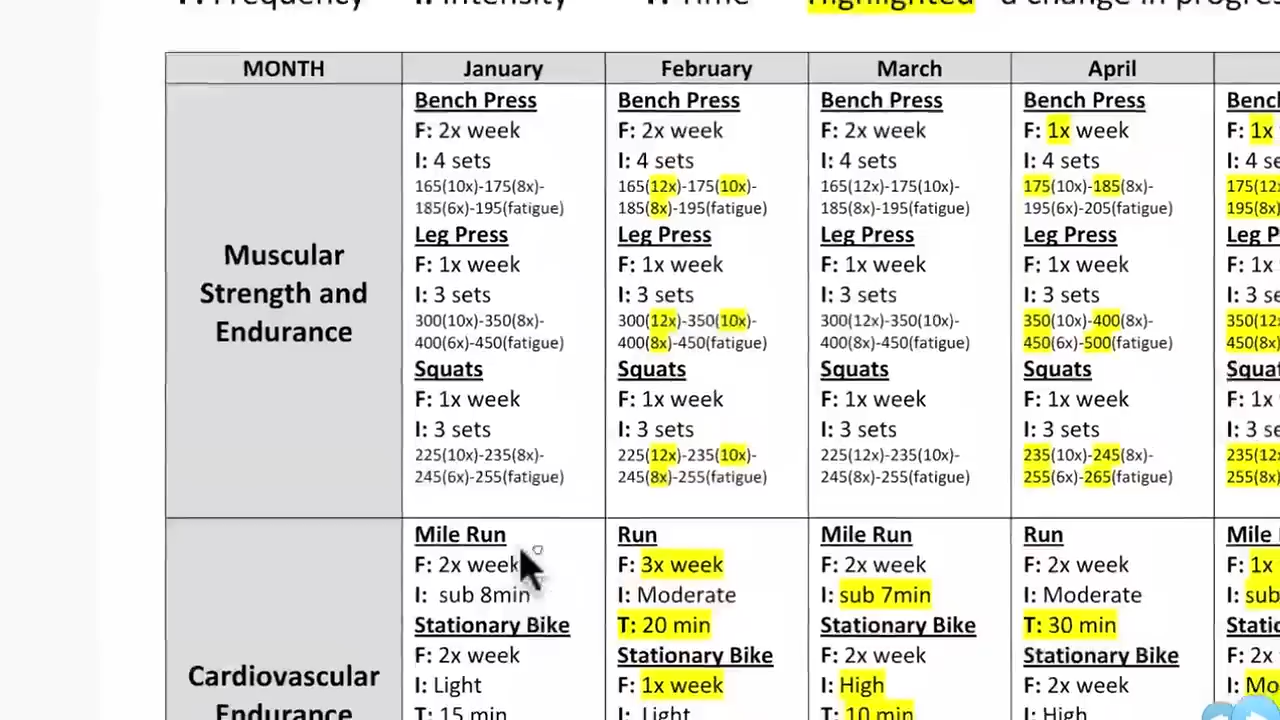 Highlighted
MONTH January February March April
Muscular
Strength and
Endurance
Bench Press
F: 2x week
I: 4 sets
165(10x)-175(8x)-
185(6x)-195(fatigue)
Leg Press
F: 1x week
I: 3 sets
300(10x)-350(8x)-
400(6x)-450(fatigue)
Squats
F: 1x week
I: 3 sets
225(10x)-235(8x)-
245(6x)-255(fatigue)
Bench Press
F: 2x week
I: 4 sets
165(12x)-175(10x)-
185(8x)-195(fatigue)
Leg Press
F: 1x week
I: 3 sets
300(12x)-350(10x)-
400(8x)-450(fatigue)
Squats
F: 1x week
I: 3 sets
225(12x)-235(10x)-
245(8x)-255(fatigue)
Bench Press
F: 2x week
I: 4 sets
165(12x)-175(10x)-
185(8x)-195(fatigue)
Leg Press
F: 1x week
I: 3 sets
300(12x)-350(10x)-
400(8x)-450(fatigue)
Squats
F: 1x week
I: 3 sets
225(12x)-235(10x)-
245(8x)-255(fatigue)
Bench Press
F: 1x week
I: 4 sets
175(10x)-185(8x)-
195(6x)-205(fatigue)
Leg Press
F: 1x week
I: 3 sets
350(10x)-400(8x)-
450(6x)-500(fatigue)
Squats
F: 1x week
I: 3 sets
235(10x)-245(8x)-
255(6x)-265(fatigue)
F: 1x
I: 4 s
175(12
195(8x
F: 1x
I: 3 se
350(12
450(8x
F: 1x
I: 3 se
235(12
255(8x
Cardiovascular
Endurance
Mile Run
F: 2x week
I: sub 8min
Stationary Bike
F: 2x week
I: Light
T: 15 min
Run
F: 3x week
I: Moderate
T: 20 min
Stationary Bike
F: 1x week
I: Light
Mile Run
F: 2x week
I: sub 7min
Stationary Bike
F: 2x week
I: High
T: 10 min
Run
F: 2x week
I: Moderate
T: 30 min
Stationary Bike
F: 2x week
I: High
Mile
F: 1x
I: sub
F: 2x